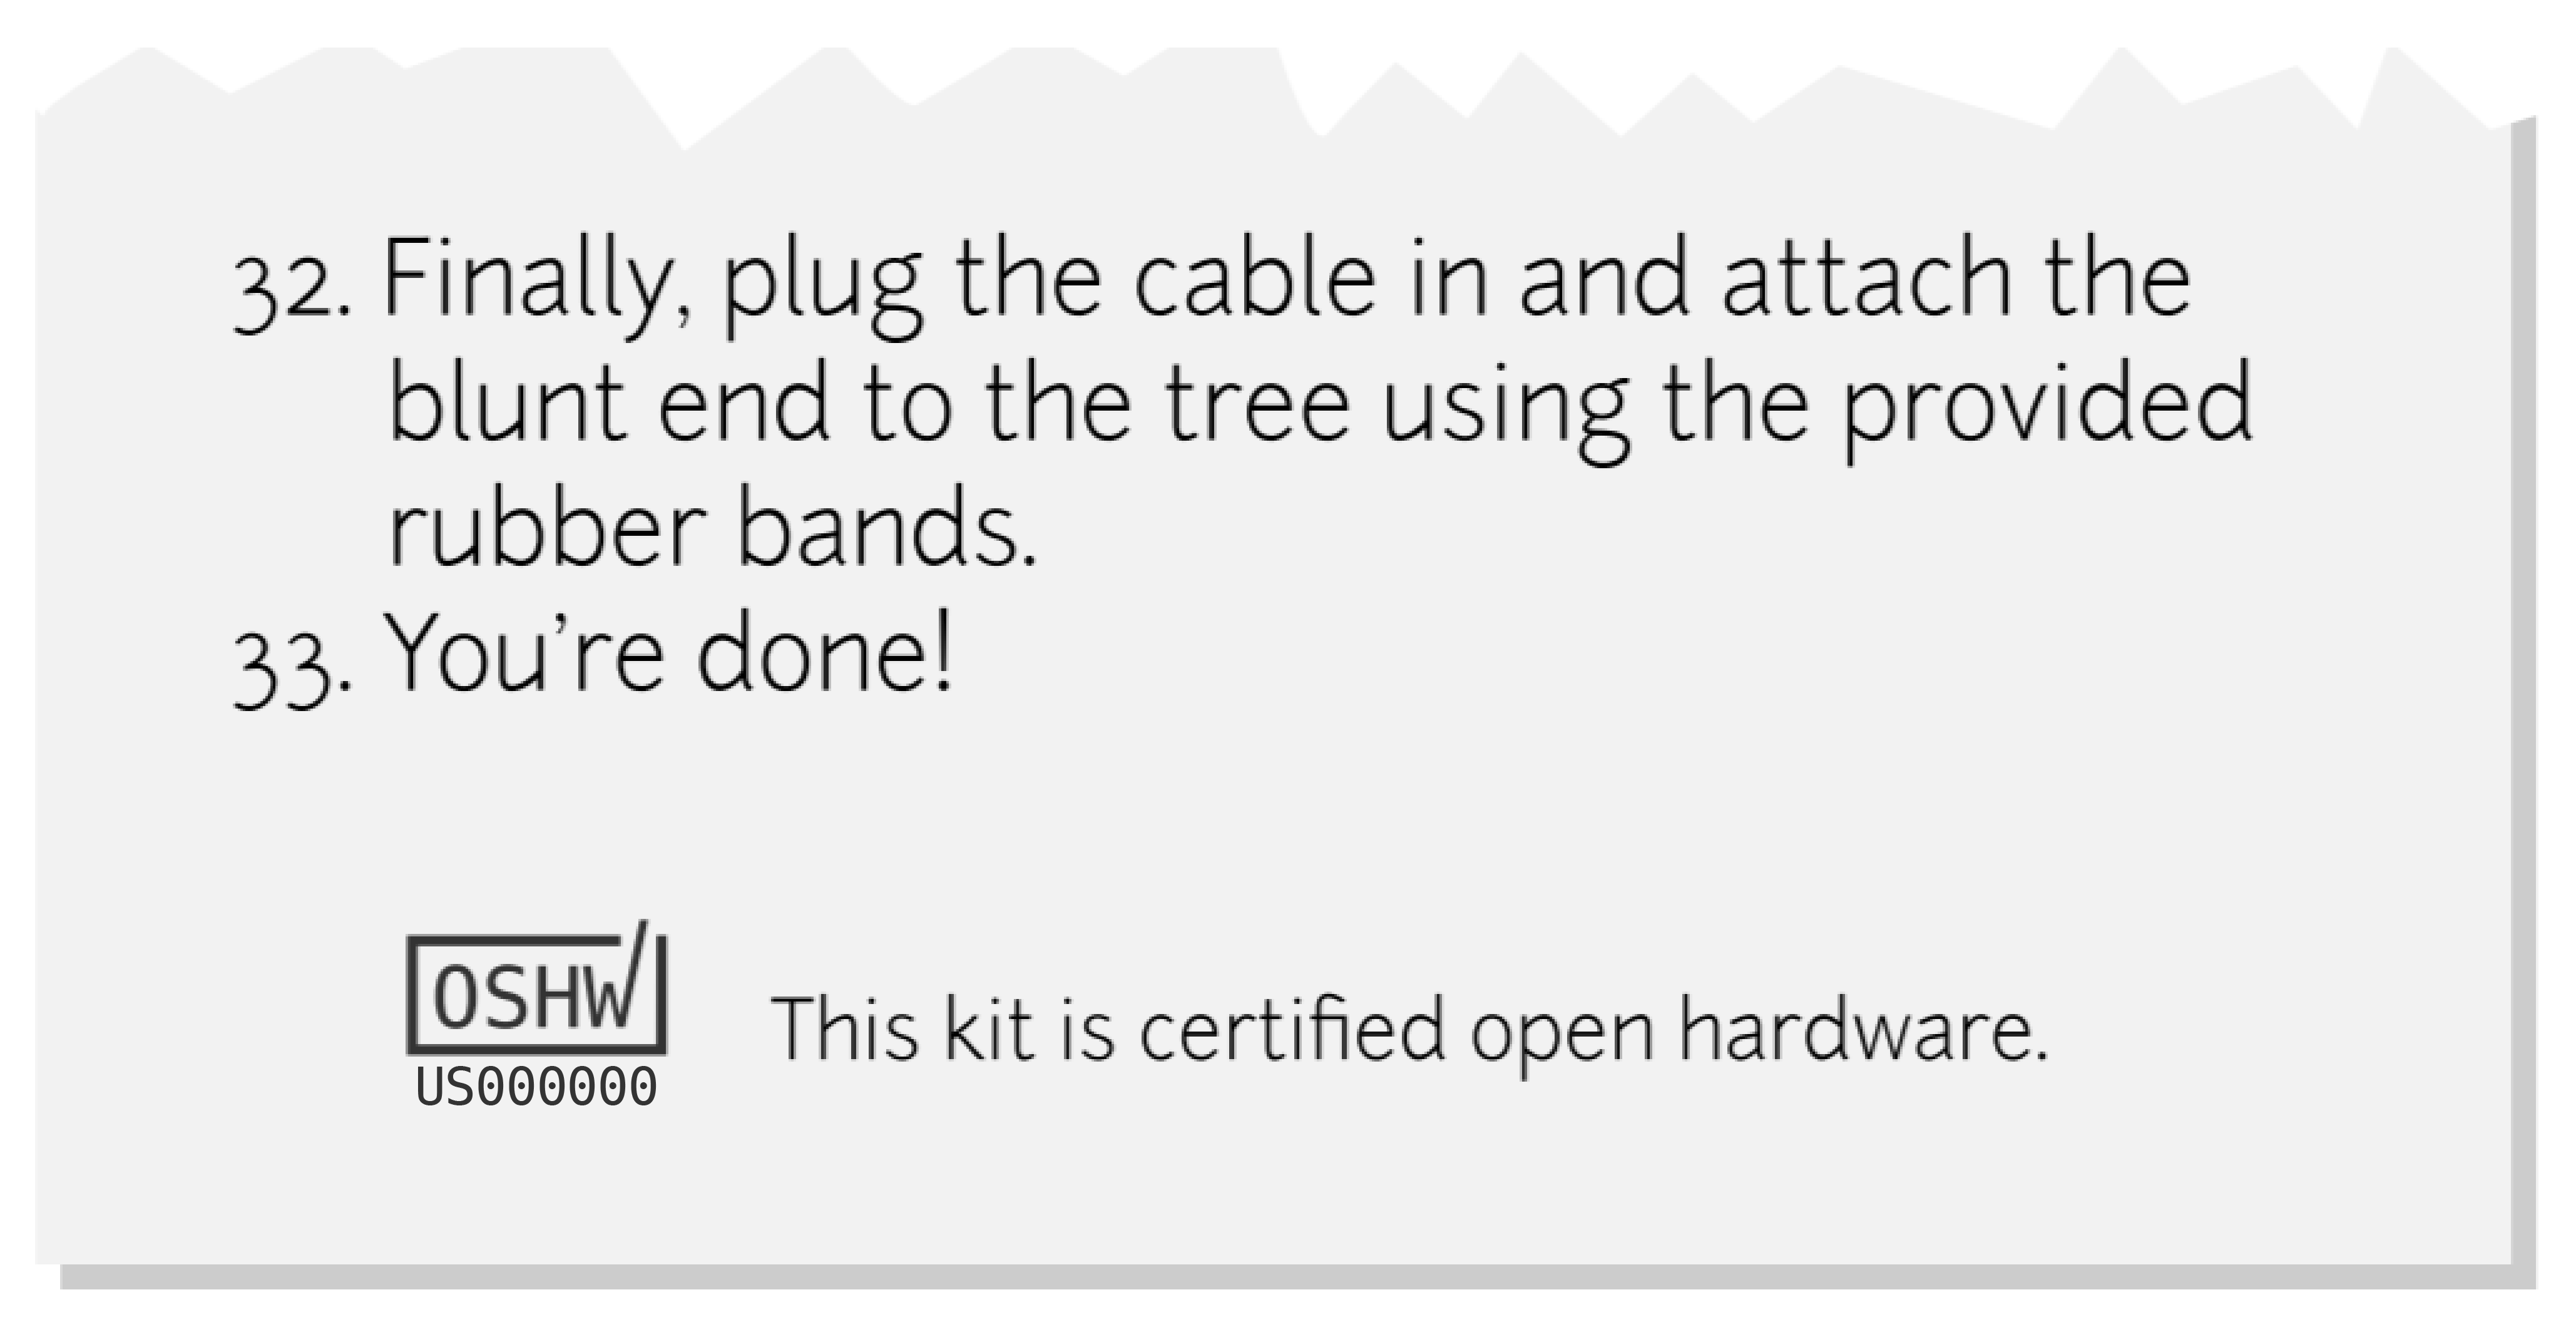 32. Finally, plug the cable in and attach the
blunt end to the tree using the provided
rubber bands.
33. You’re done!
OSHW
US000000
This kit is certified open hardware.